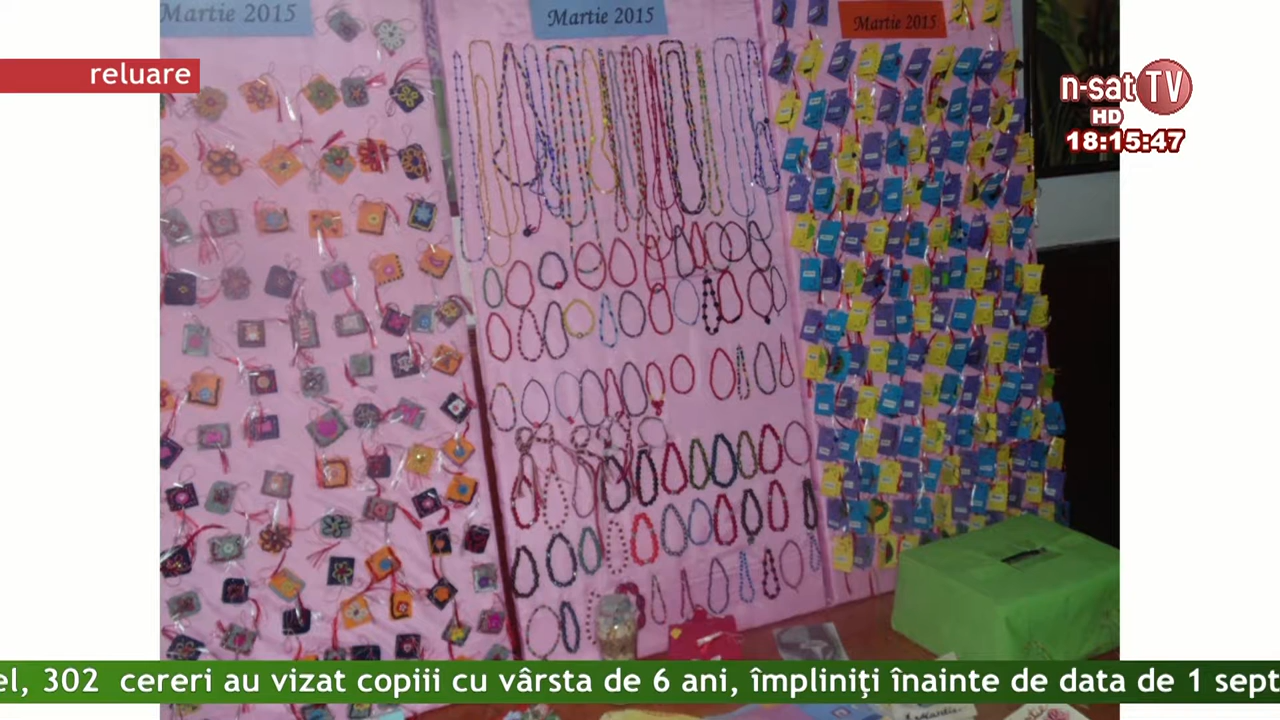 Martie 2015
Martie 2015
Martie 2015
reluare
n-sat TV
HD
18:15:47
el, 302 cereri au vizat copiii cu vârsta de 6 ani, împliniţi înainte de data de 1 sept